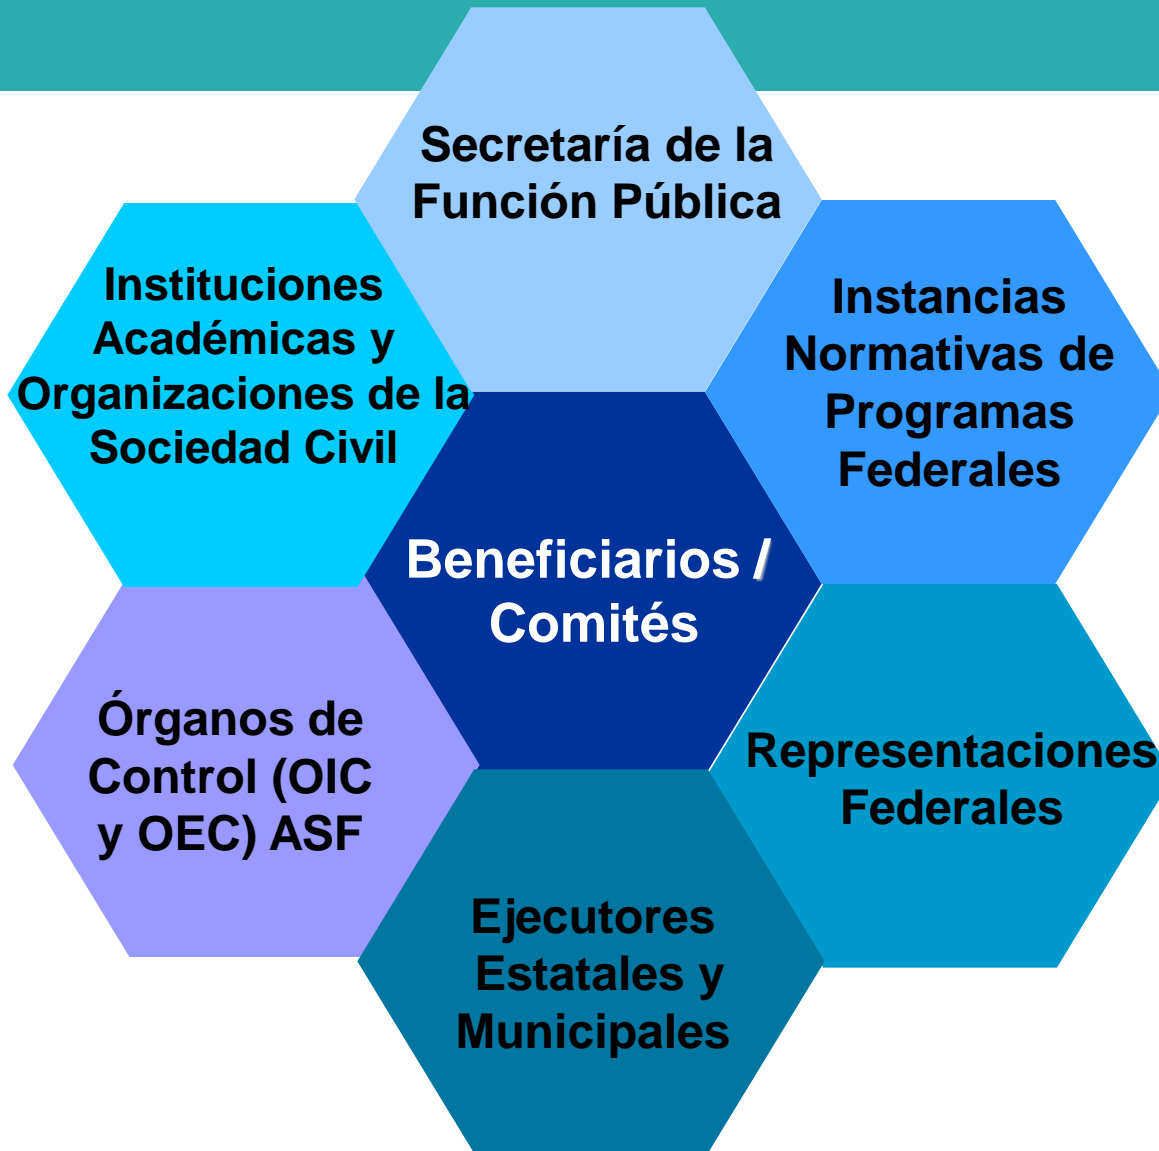 Secretaría de la
Función Pública
Instituciones
Académicas y
Organizaciones de la
Sociedad Civil
Instancias
Normativas de
Programas
Federales
Beneficiarios /
Comités
Órganos de
Control (OIC
y OEC) ASF
Representaciones
Federales
Ejecutores
Estatales y
Municipales